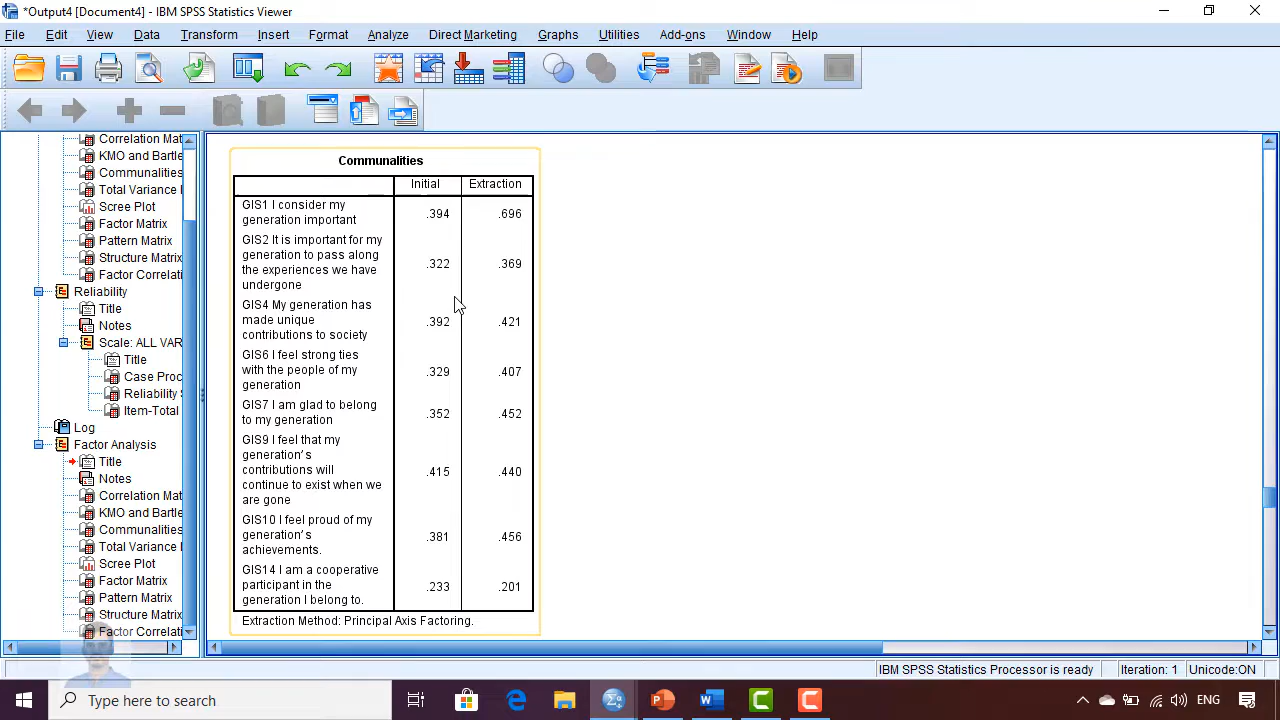 *Output4 [Document4] - IBM SPSS Statistics Viewer
File Edit View Data Transform Insert Format Analyze Direct Marketing Graphs Utilities Add-ons Window Help
Correlation Mat
KMO and Bartle
Communalities
Total Variance
Scree Plot
Factor Matrix
Pattern Matrix
Structure Matrix
Factor Correlati
Reliability
Title
Notes
Scale: ALL VAR
Title
Case Proc
Reliability
Item-Total
Log
Factor Analysis
Title
Notes
Correlation Mat
KMO and Bartle
Communalities
Total Variance
Scree Plot
Factor Matrix
Pattern Matrix
Structure Matrix
Factor Correlati
Communalities
Initial Extraction
GIS1 I consider my
generation important .394 .696
GIS2 It is important for my
generation to pass along
the experiences we have
undergone .322 .369
GIS4 My generation has
made unique
contributions to society .392 .421
GIS6 I feel strong ties
with the people of my
generation .329 .407
GIS7 I am glad to belong
to my generation .352 .452
GIS9 I feel that my
generation's
contributions will
continue to exist when we
are gone .415 .440
GIS10 I feel proud of my
generation's
achievements. .381 .456
GIS14 I am a cooperative
participant in the
generation I belong to. .233 .201
Extraction Method: Principal Axis Factoring.
IBM SPSS Statistics Processor is ready Iteration: 1 Unicode:ON
Type here to search
ENG